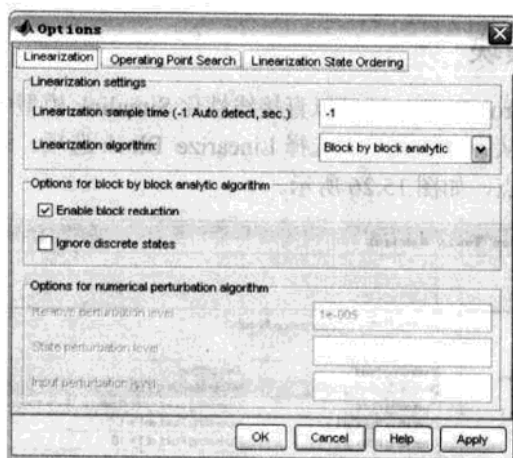 Options
Linearization Operating Point Search Linearization State Ordering
Linearization settings
Linearization sample time (-1 Auto detect, sec.) -1
Linearization algorithm: Block by block analytic
Options for block by block analytic algorithm
Enable block reduction
Ignore discrete states
Options for numerical perturbation algorithm
Relative perturbation level 1e-005
State perturbation level
Input perturbation level
OK Cancel Help Apply